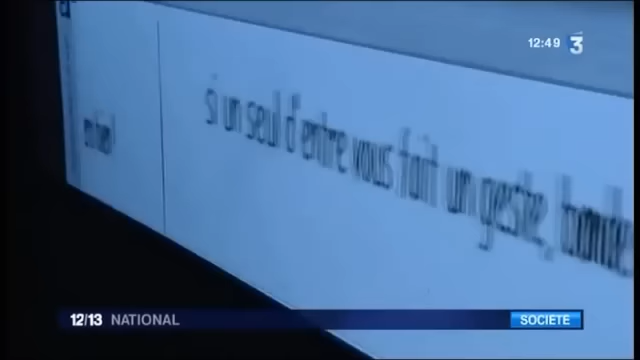 12:49 3
si un seul d'entre vous fait un geste,
12/13 NATIONAL
SOCIETE